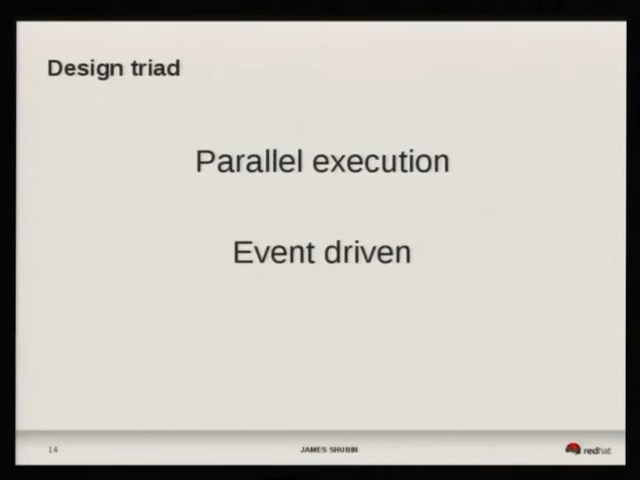 Design triad
Parallel execution
Event driven
14
JAMES SHUBIN
redhat